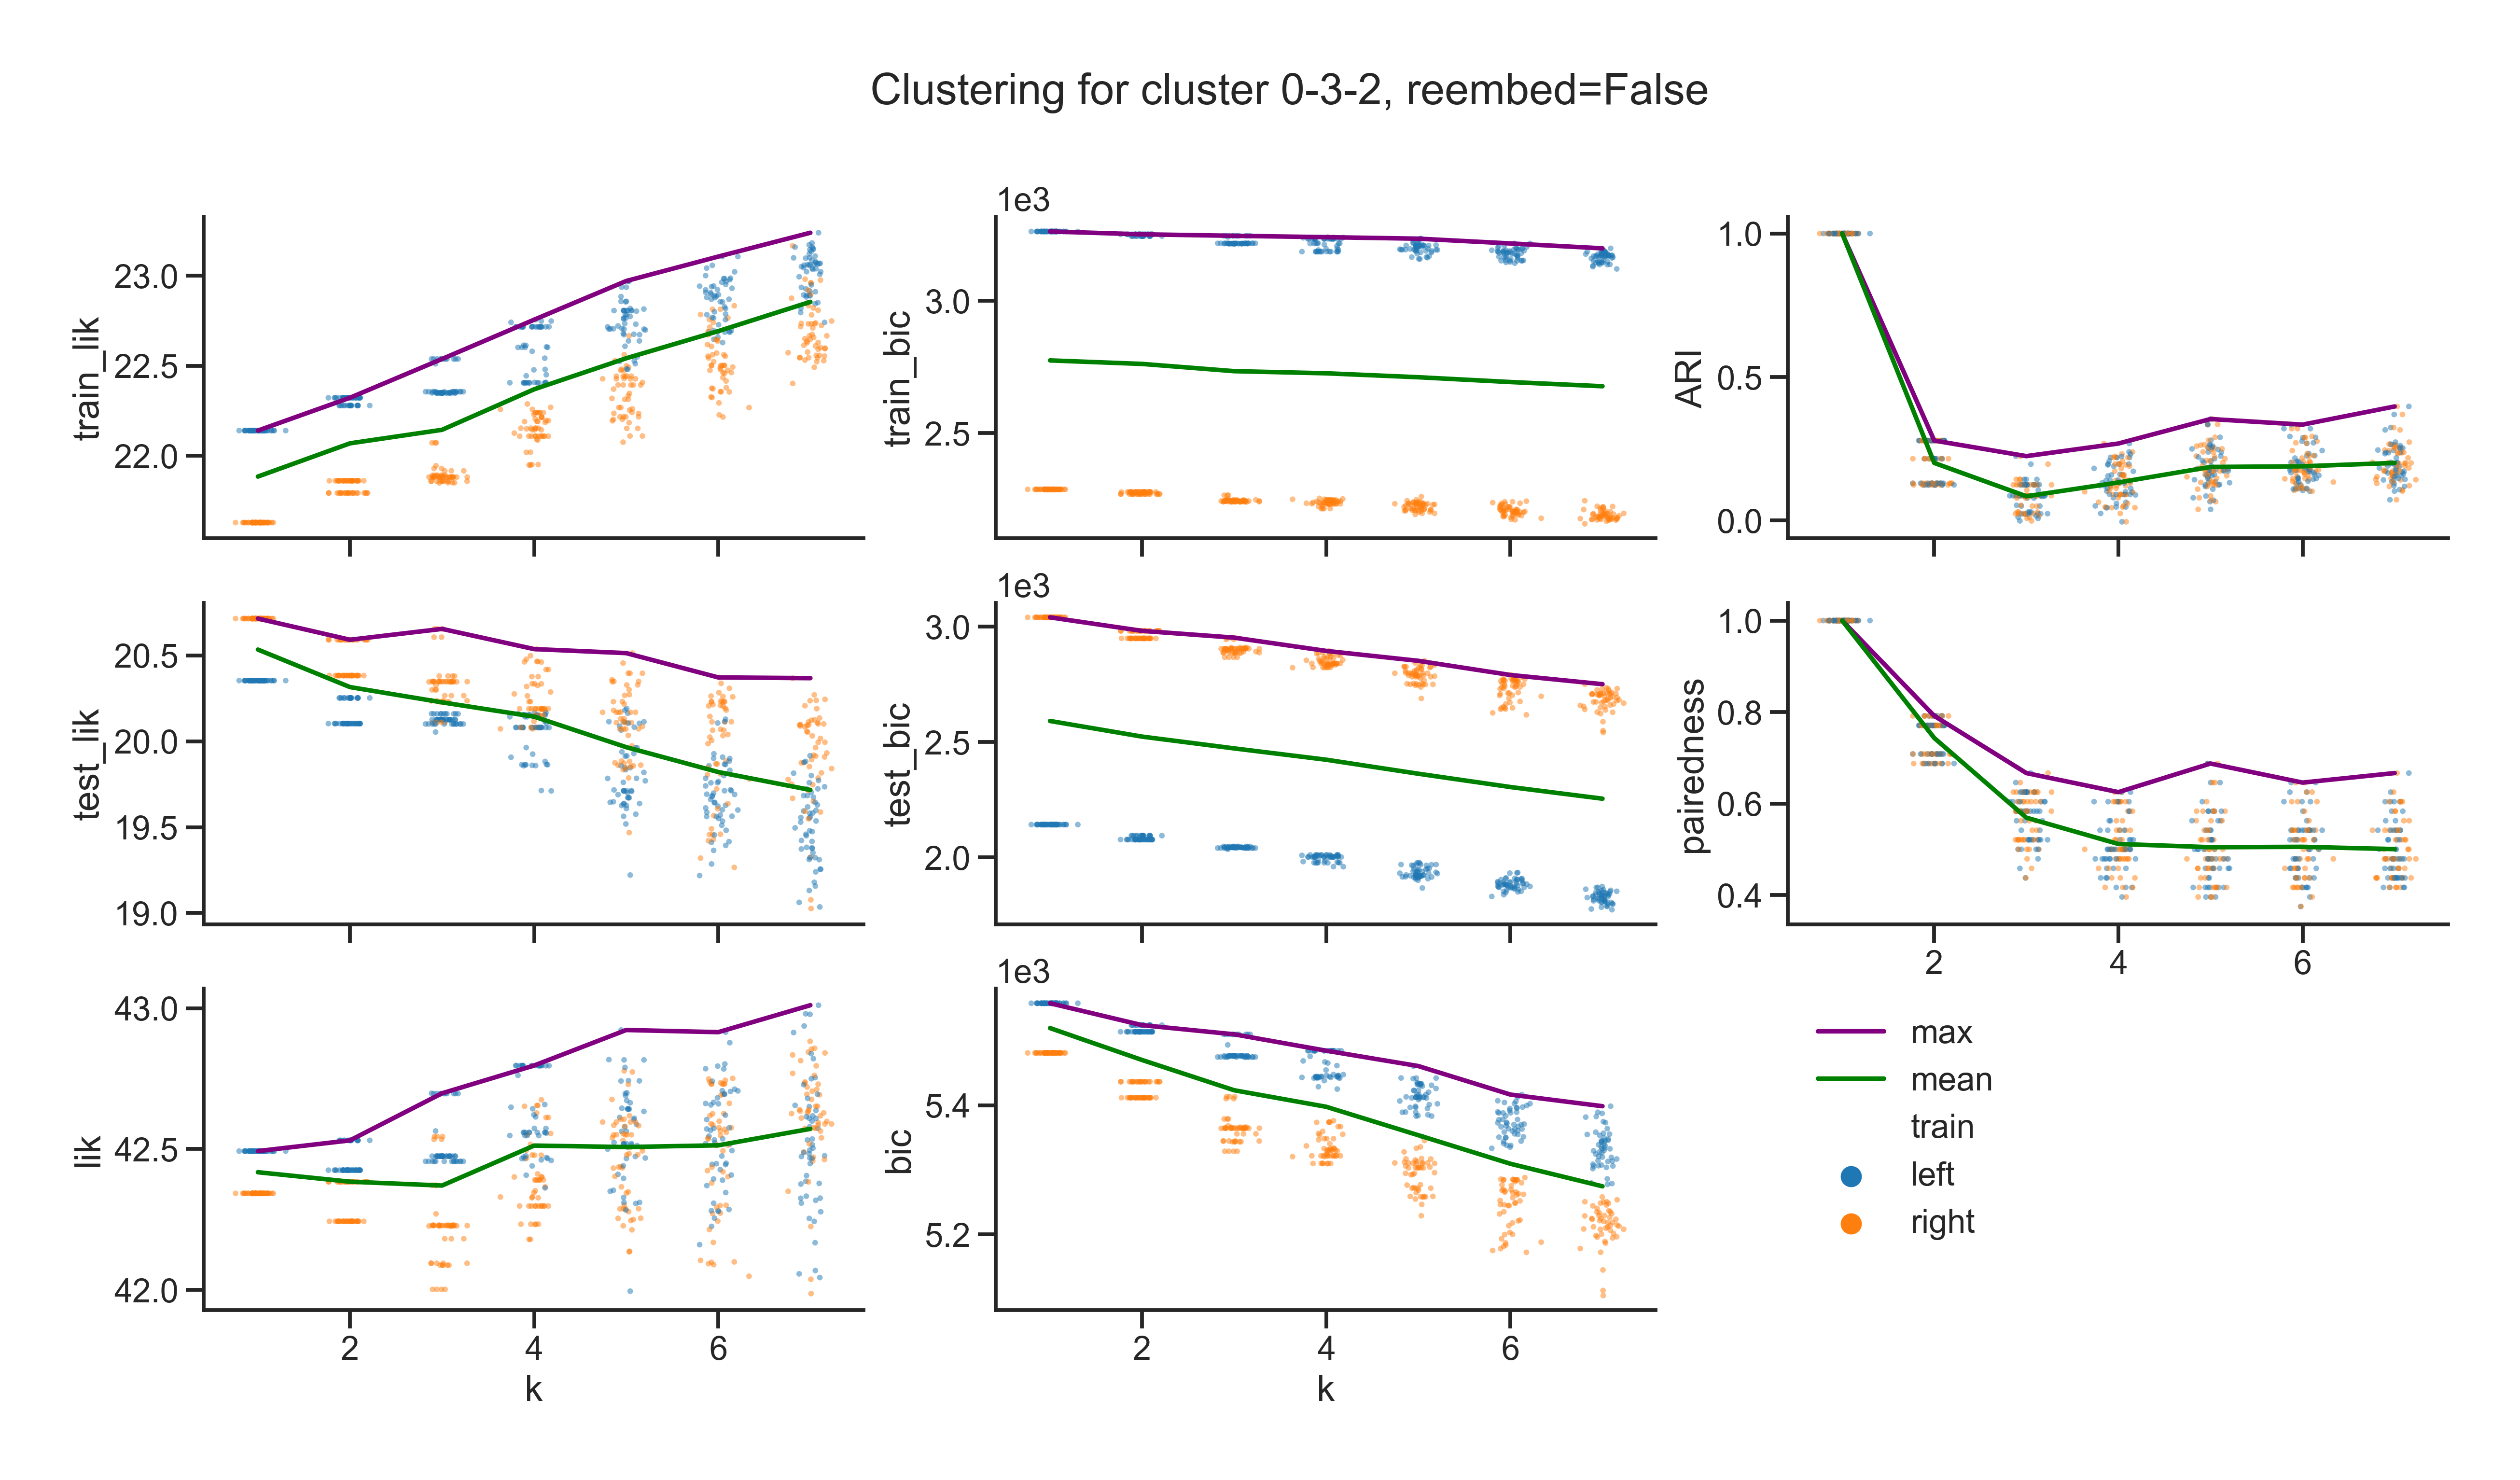 Clustering for cluster 0-3-2, reembed=False
train_lik
23.0
22.5
22.0
1e3
train_bic
3.0
2.5
ARI
1.0
0.5
0.0
test_lik
20.5
20.0
19.5
19.0
1e3
test_bic
3.0
2.5
2.0
pairedness
1.0
0.8
0.6
0.4
2 4 6
lik
43.0
42.5
42.0
2 4 6
k
1e3
bic
5.4
5.2
2 4 6
k
max
mean
train
left
right